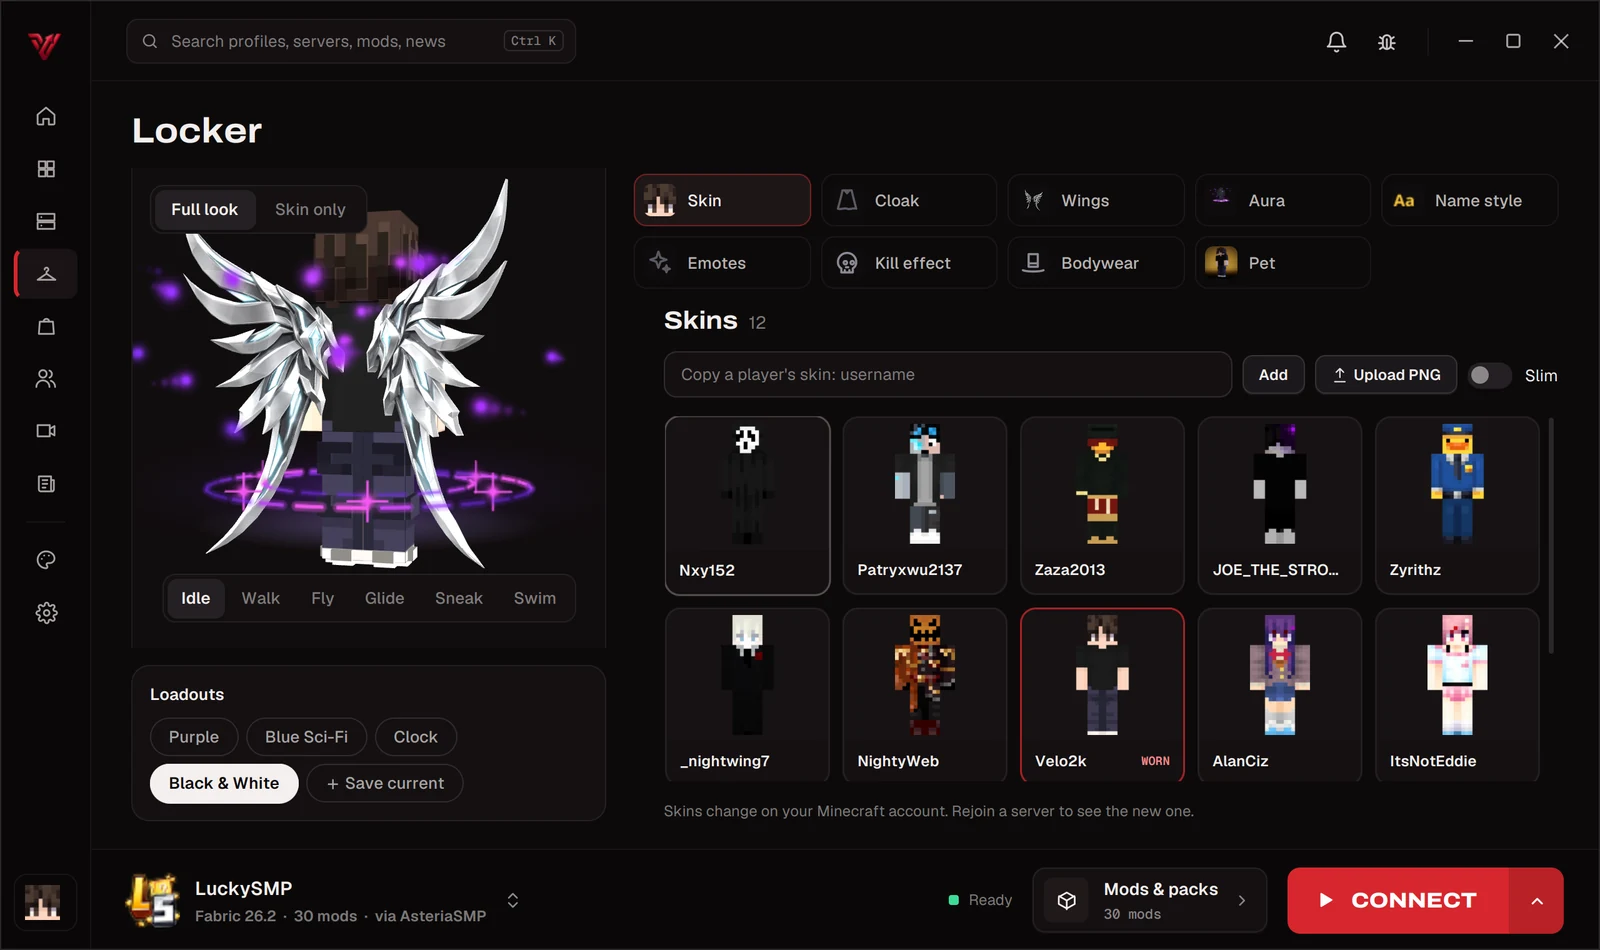 Search profiles, servers, mods, news
Ctrl K
Locker
Full look
Skin only
Idle
Walk
Fly
Glide
Sneak
Swim
Loadouts
Purple
Blue Sci-Fi
Clock
Black & White
+ Save current
Skin
Cloak
Wings
Aura
Aa
Name style
Emotes
Kill effect
Bodywear
Pet
Skins 12
Copy a player's skin: username
Add
Upload PNG
Slim
Nxy152
Patryxwu2137
Zaza2013
JOE_THE_STRO...
Zyrithz
_nightwing7
NightyWeb
Velo2k
WORN
AlanCiz
ItsNotEddie
Skins change on your Minecraft account. Rejoin a server to see the new one.
LuckySMP
Fabric 26.2 · 30 mods · via AsteriaSMP
Ready
Mods & packs
30 mods
CONNECT